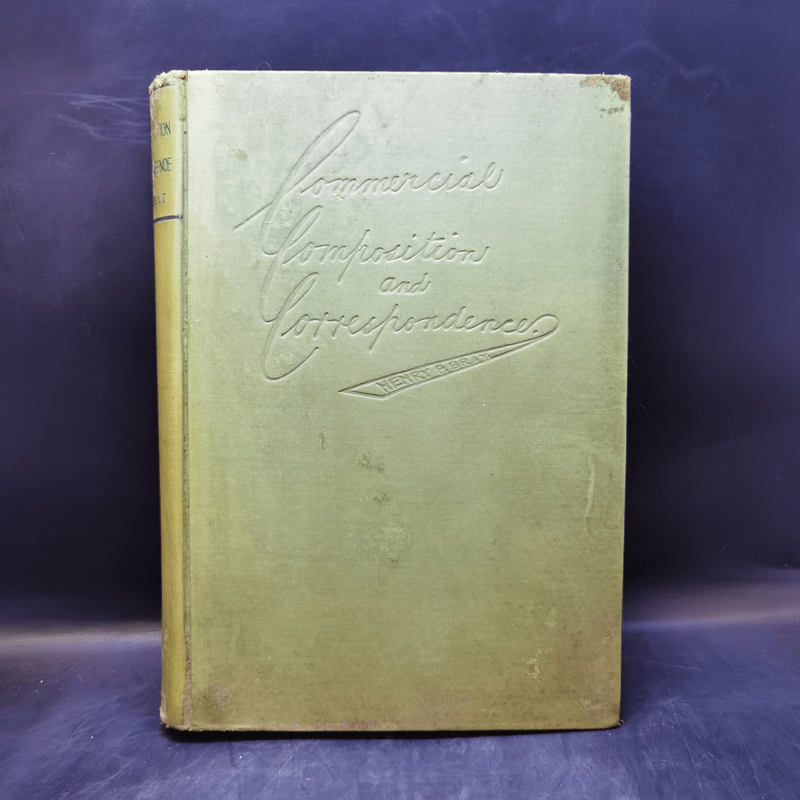 Commercial
Composition
and
Correspondence.
HENRY P. BRAY.